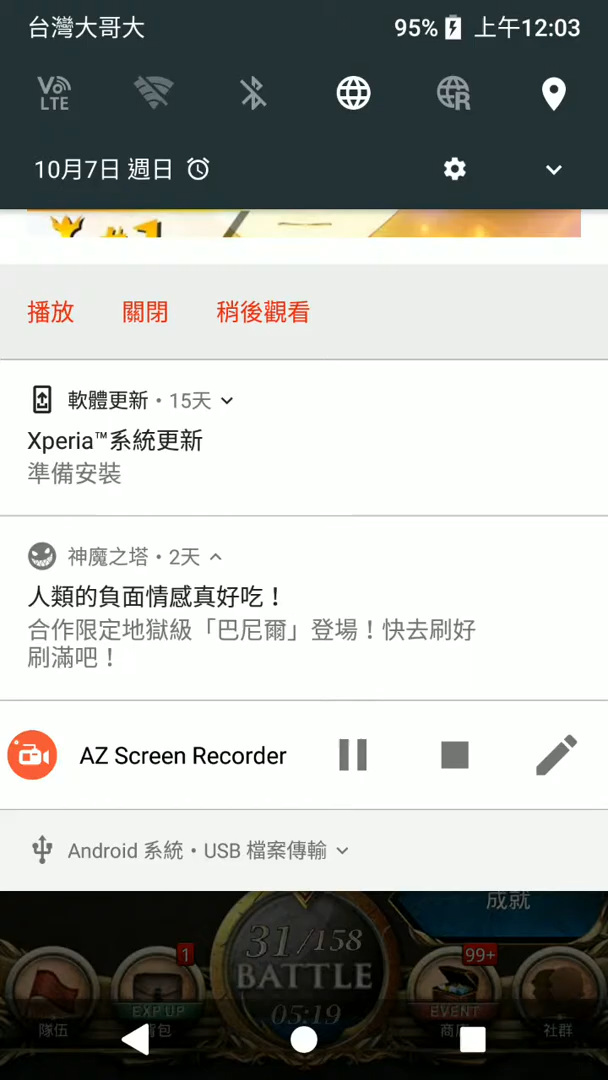 台灣大哥大 95% 上午12:03
Vo LTE
10月7日 週日
#1
播放 關閉 稍後觀看
軟體更新・15天
Xperia™系統更新
準備安裝
神魔之塔・2天
人類的負面情感真好吃！
合作限定地獄級「巴尼爾」登場！快去刷好
刷滿吧！
AZ Screen Recorder
Android 系統・USB 檔案傳輸
成就
31/158
BATTLE
05:19
1
99+
EXP UP
EVENT
隊伍
社群